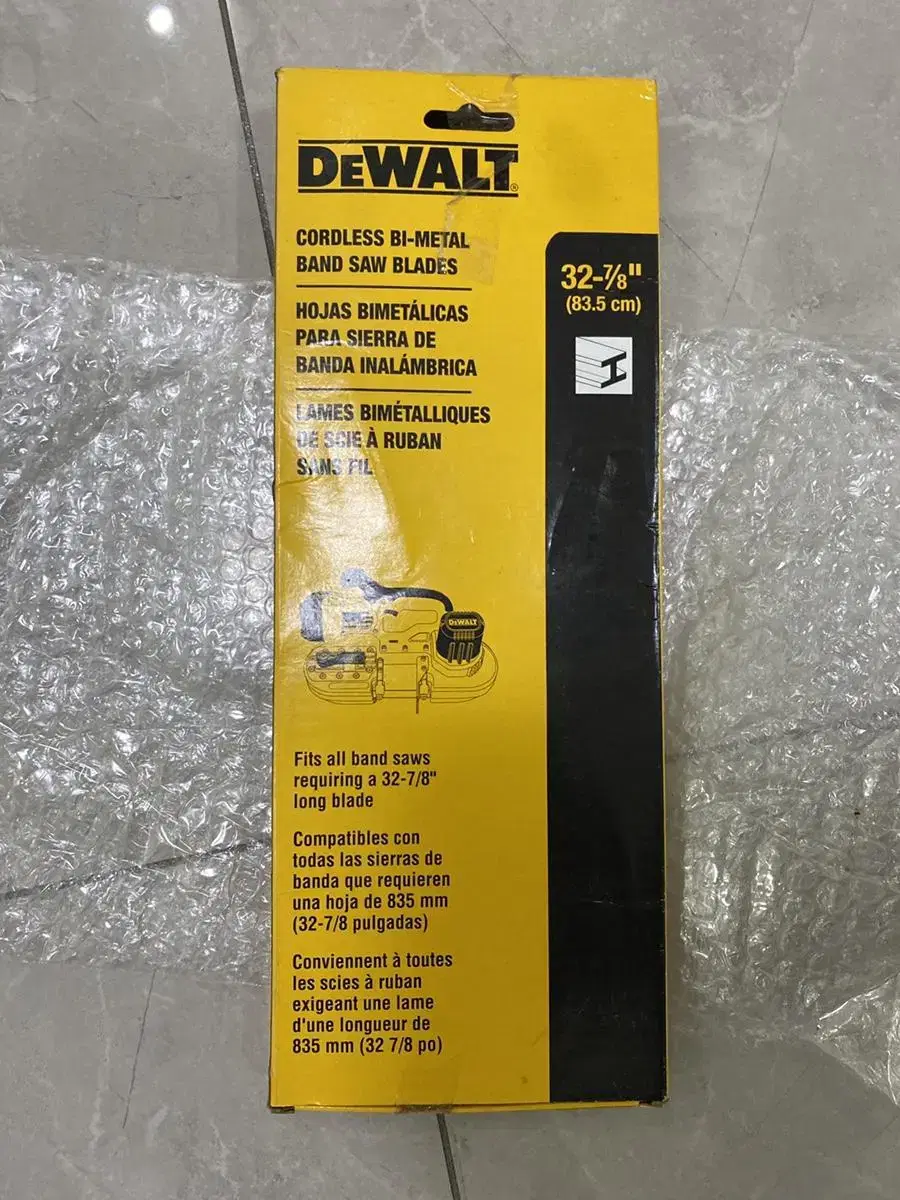 DEWALT®
CORDLESS BI-METAL
BAND SAW BLADES
HOJAS BIMETÁLICAS
PARA SIERRA DE
BANDA INALÁMBRICA
LAMES BIMÉTALLIQUES
DE SCIE À RUBAN
SANS FIL
32-7/8"
(83.5 cm)
DEWALT
Fits all band saws
requiring a 32-7/8"
long blade
Compatibles con
todas las sierras de
banda que requieren
una hoja de 835 mm
(32-7/8 pulgadas)
Conviennent à toutes
les scies à ruban
exigeant une lame
d'une longueur de
835 mm (32 7/8 po)